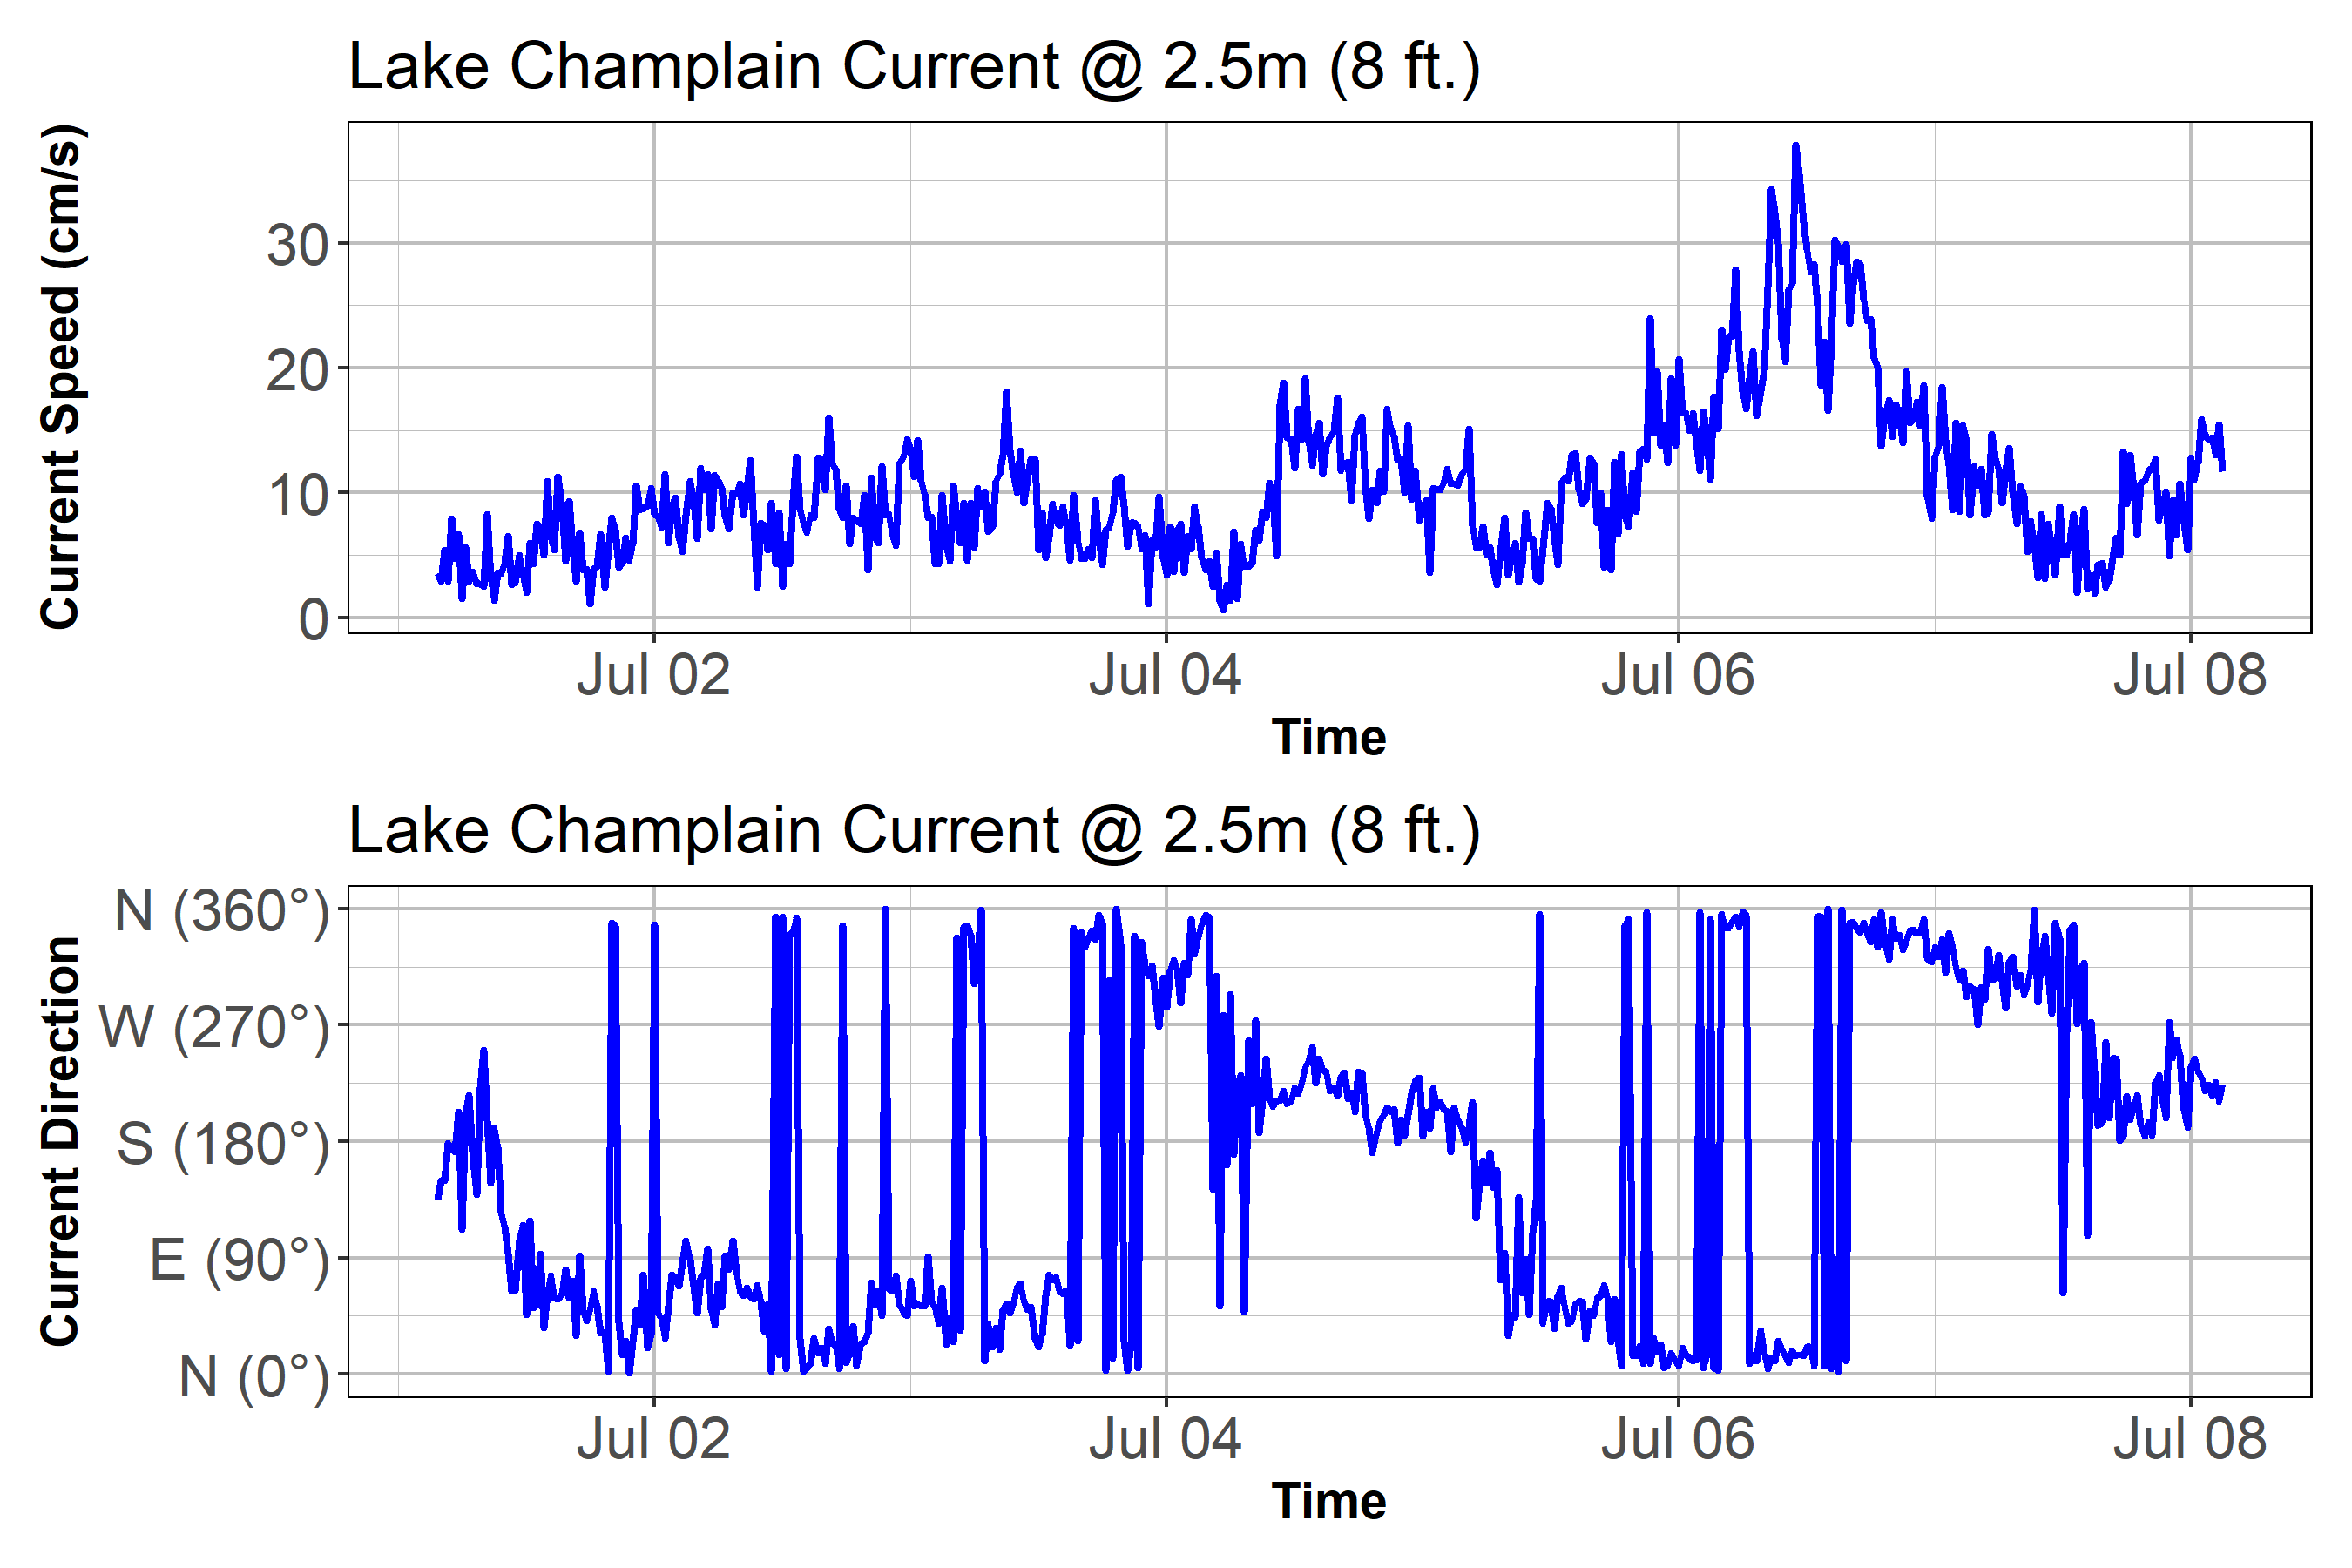 Lake Champlain Current @ 2.5m (8 ft.)
Current Speed (cm/s)
30
20
10
0
Jul 02 Jul 04 Jul 06 Jul 08
Time
Lake Champlain Current @ 2.5m (8 ft.)
Current Direction
N (360°)
W (270°)
S (180°)
E (90°)
N (0°)
Jul 02 Jul 04 Jul 06 Jul 08
Time